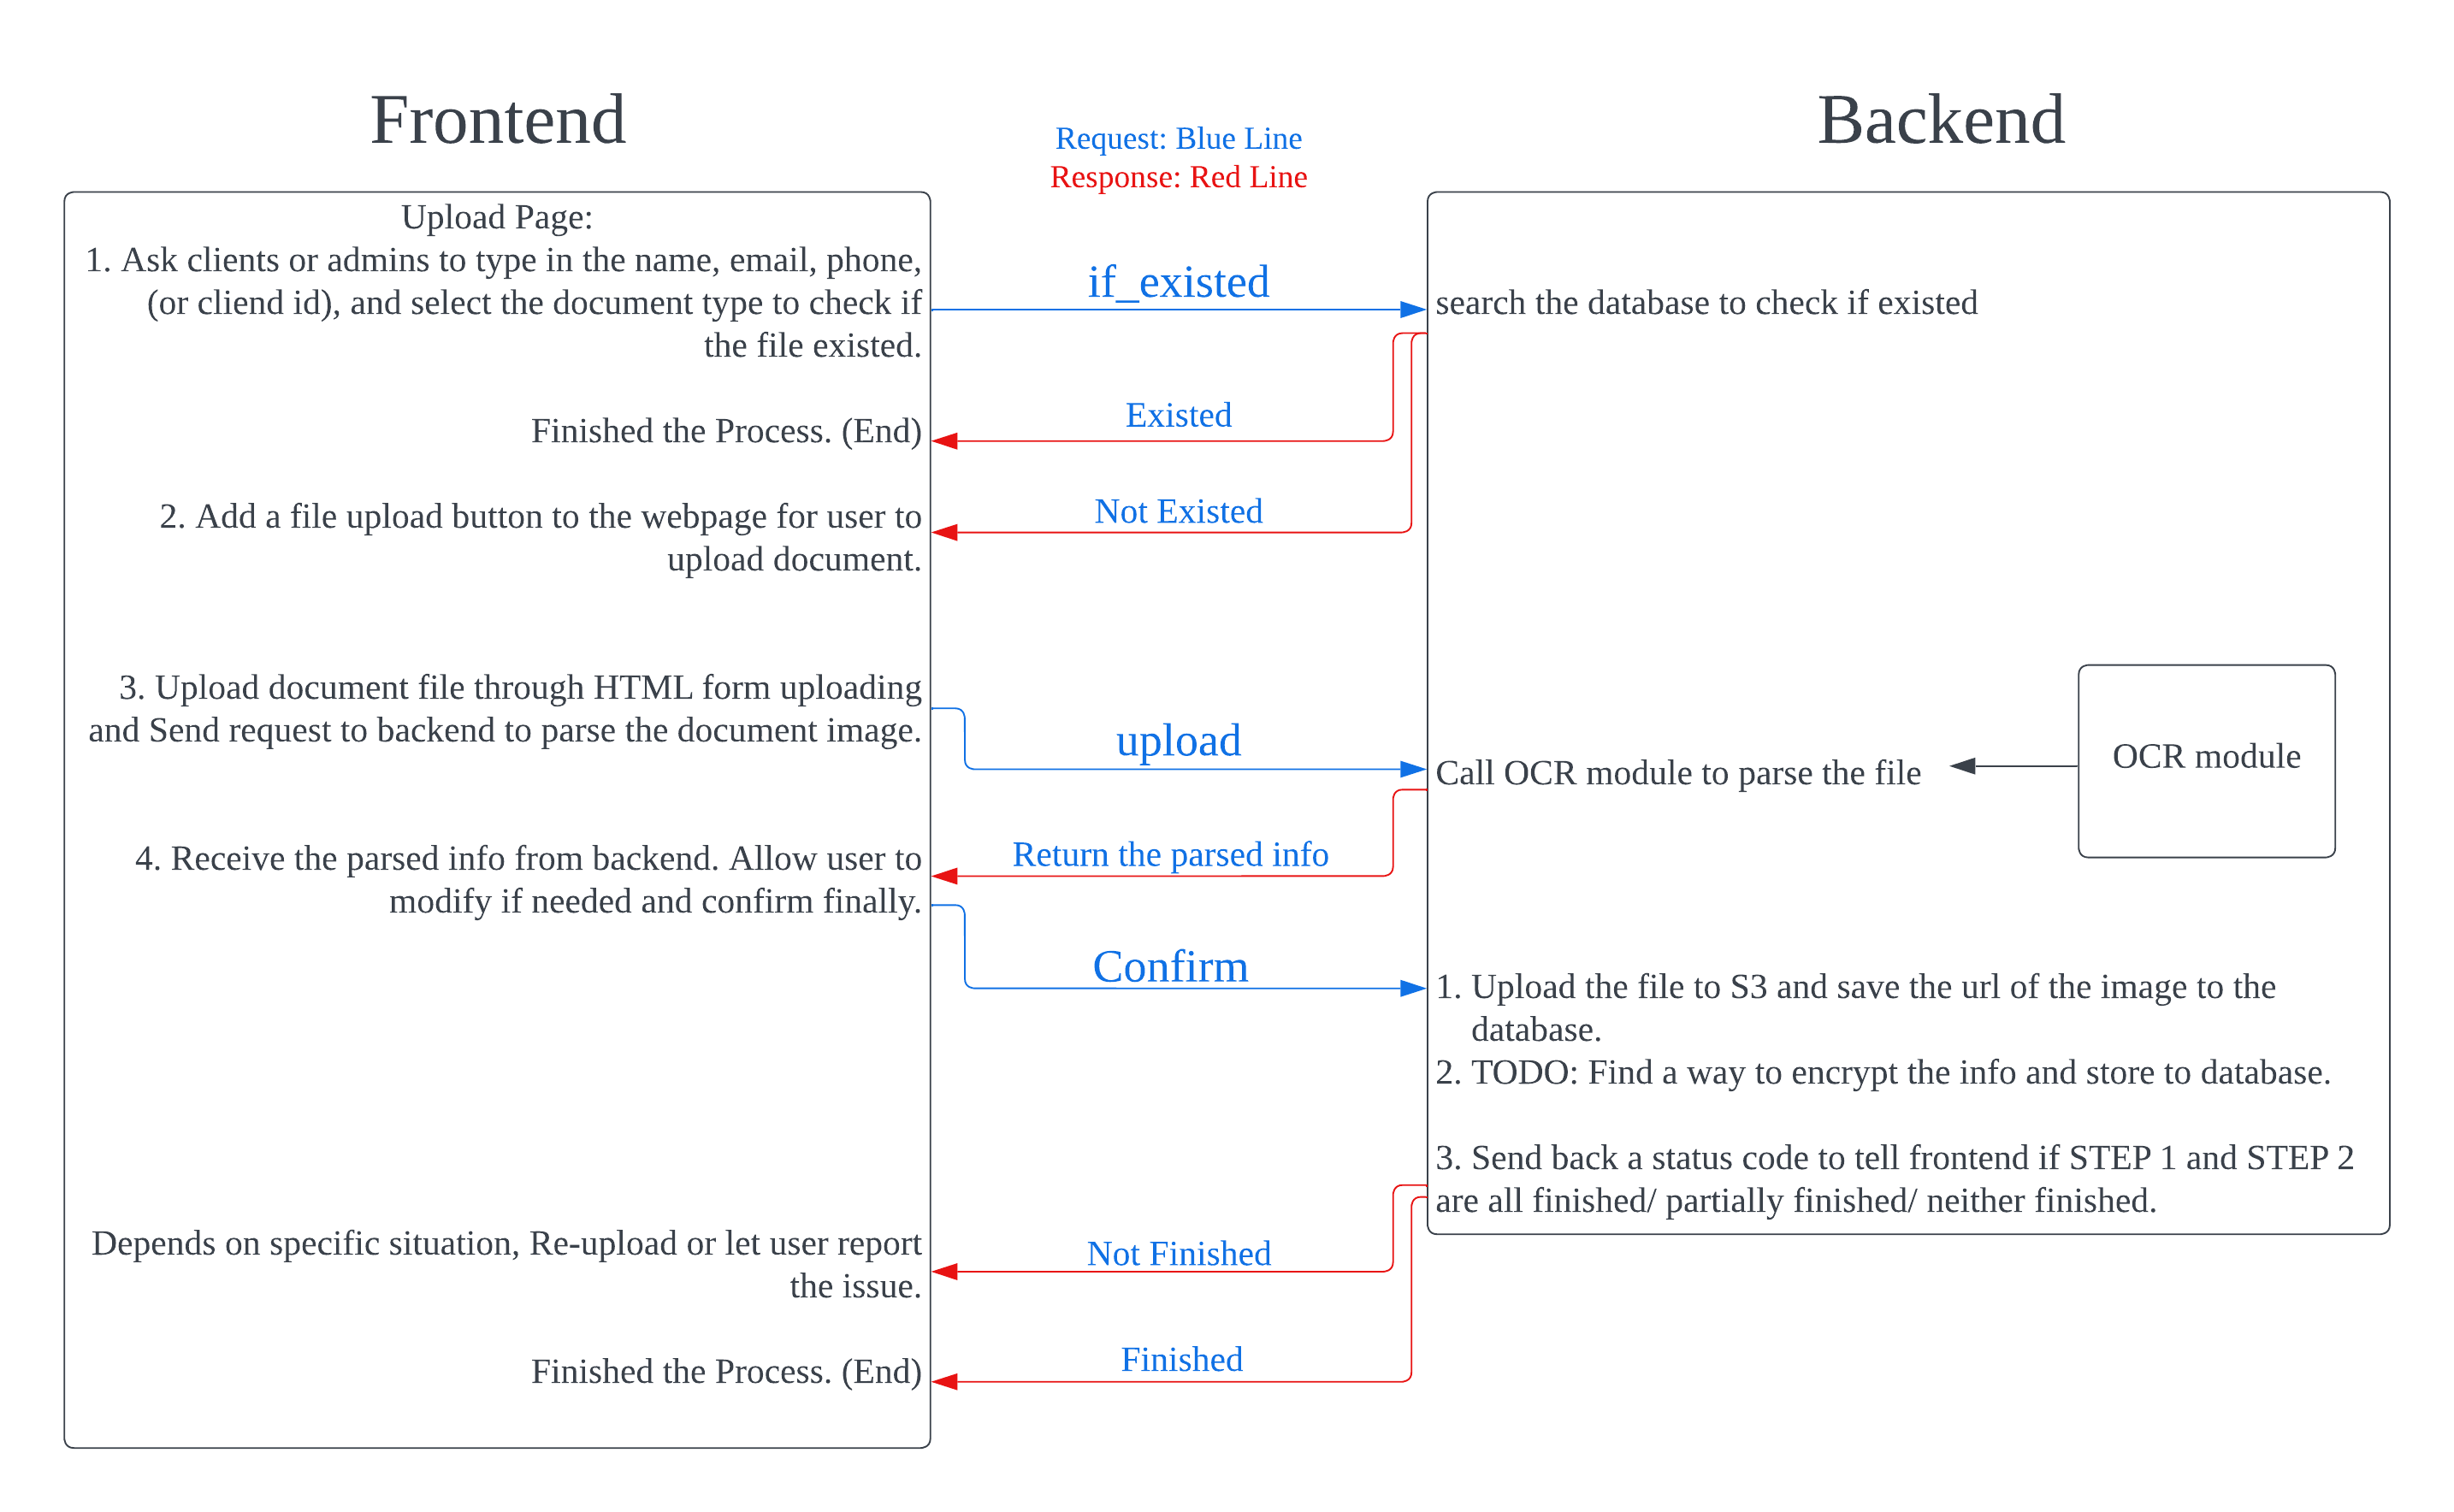 Frontend
Backend
Request: Blue Line
Response: Red Line
Upload Page:
1. Ask clients or admins to type in the name, email, phone,
(or cliend id), and select the document type to check if
the file existed.
if_existed
search the database to check if existed
Existed
Finished the Process. (End)
Not Existed
2. Add a file upload button to the webpage for user to
upload document.
3. Upload document file through HTML form uploading
and Send request to backend to parse the document image.
upload
Call OCR module to parse the file
OCR module
Return the parsed info
4. Receive the parsed info from backend. Allow user to
modify if needed and confirm finally.
Confirm
1. Upload the file to S3 and save the url of the image to the
database.
2. TODO: Find a way to encrypt the info and store to database.
3. Send back a status code to tell frontend if STEP 1 and STEP 2
are all finished/ partially finished/ neither finished.
Not Finished
Depends on specific situation, Re-upload or let user report
the issue.
Finished
Finished the Process. (End)